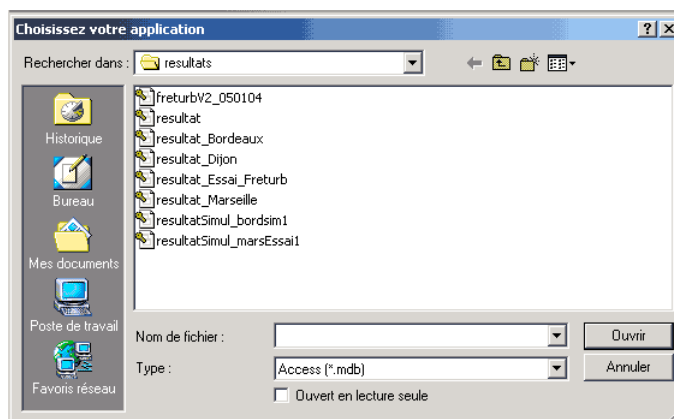 Choisissez votre application
Rechercher dans : resultats
Historique
Bureau
Mes documents
Poste de travail
Favoris réseau
freturbV2_050104
resultat
resultat_Bordeaux
resultat_Dijon
resultat_Essai_Freturb
resultat_Marseille
resultatSimul_bordsim1
resultatSimul_marsEssai1
Nom de fichier :
Ouvrir
Type : Access (*.mdb)
Annuler
Ouvert en lecture seule